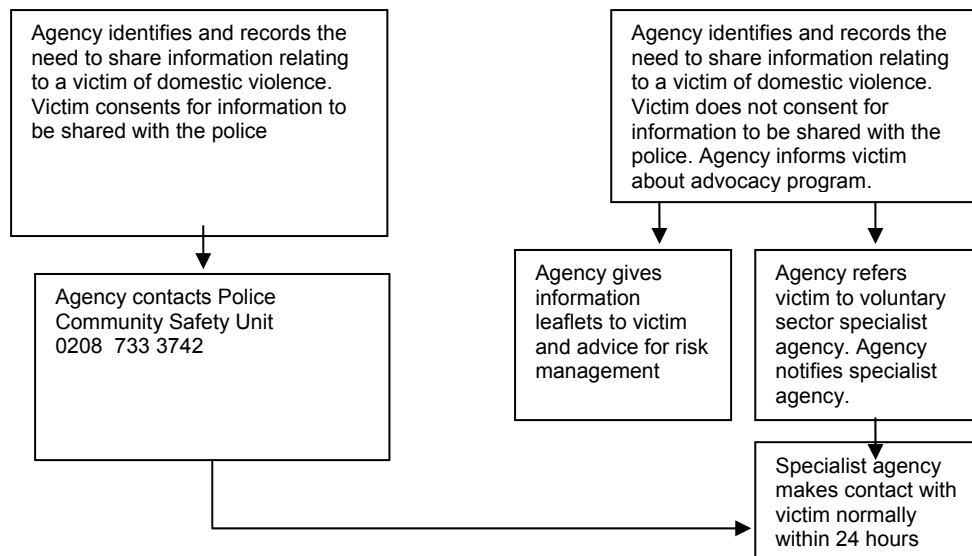 Agency identifies and records the
need to share information relating
to a victim of domestic violence.
Victim consents for information to
be shared with the police
Agency identifies and records the
need to share information relating
to a victim of domestic violence.
Victim does not consent for
information to be shared with the
police. Agency informs victim
about advocacy program.
Agency contacts Police
Community Safety Unit
0208  733 3742
Agency gives
information
leaflets to victim
and advice for risk
management
Agency refers
victim to voluntary
sector specialist
agency. Agency
notifies specialist
agency.
Specialist agency
makes contact with
victim normally
within 24 hours